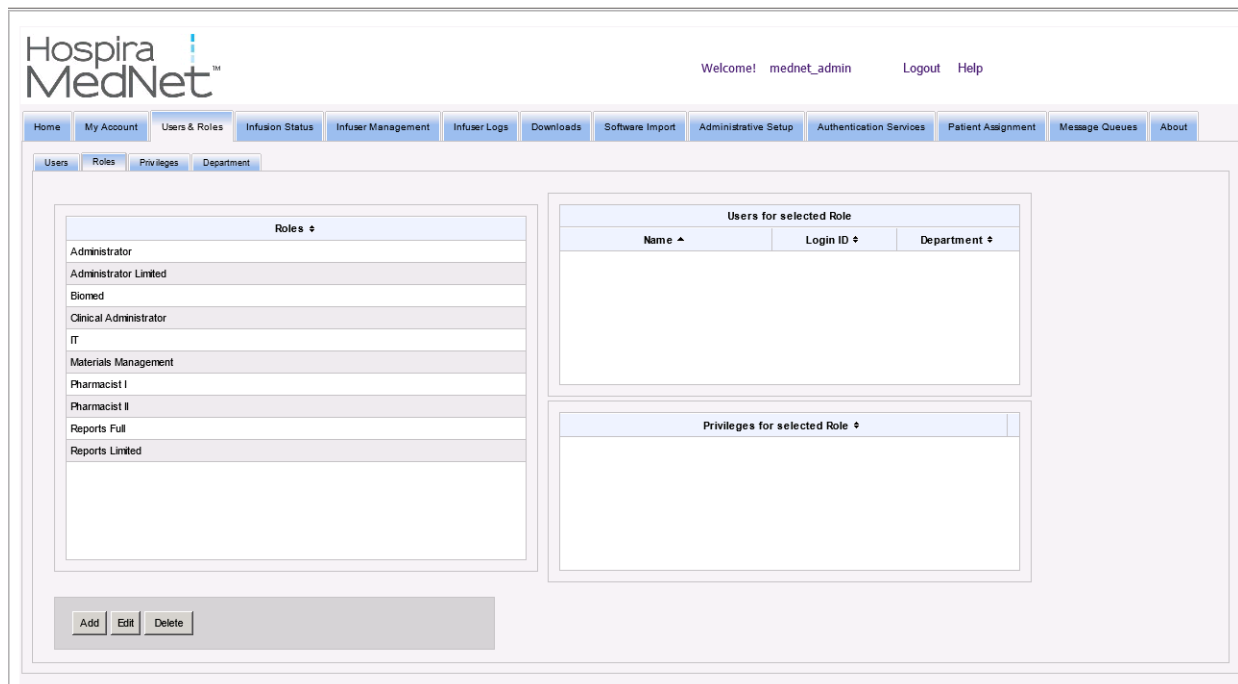 Hospira
MedNet™
Welcome! mednet_admin Logout Help
Home My Account Users & Roles Infusion Status Infuser Management Infuser Logs Downloads Software Import Administrative Setup Authentication Services Patient Assignment Message Queues About
Users Roles Privileges Department
Roles
Administrator
Administrator Limited
Biomed
Clinical Administrator
IT
Materials Management
Pharmacist I
Pharmacist II
Reports Full
Reports Limited
Users for selected Role
Name Login ID Department
Privileges for selected Role
Add Edit Delete